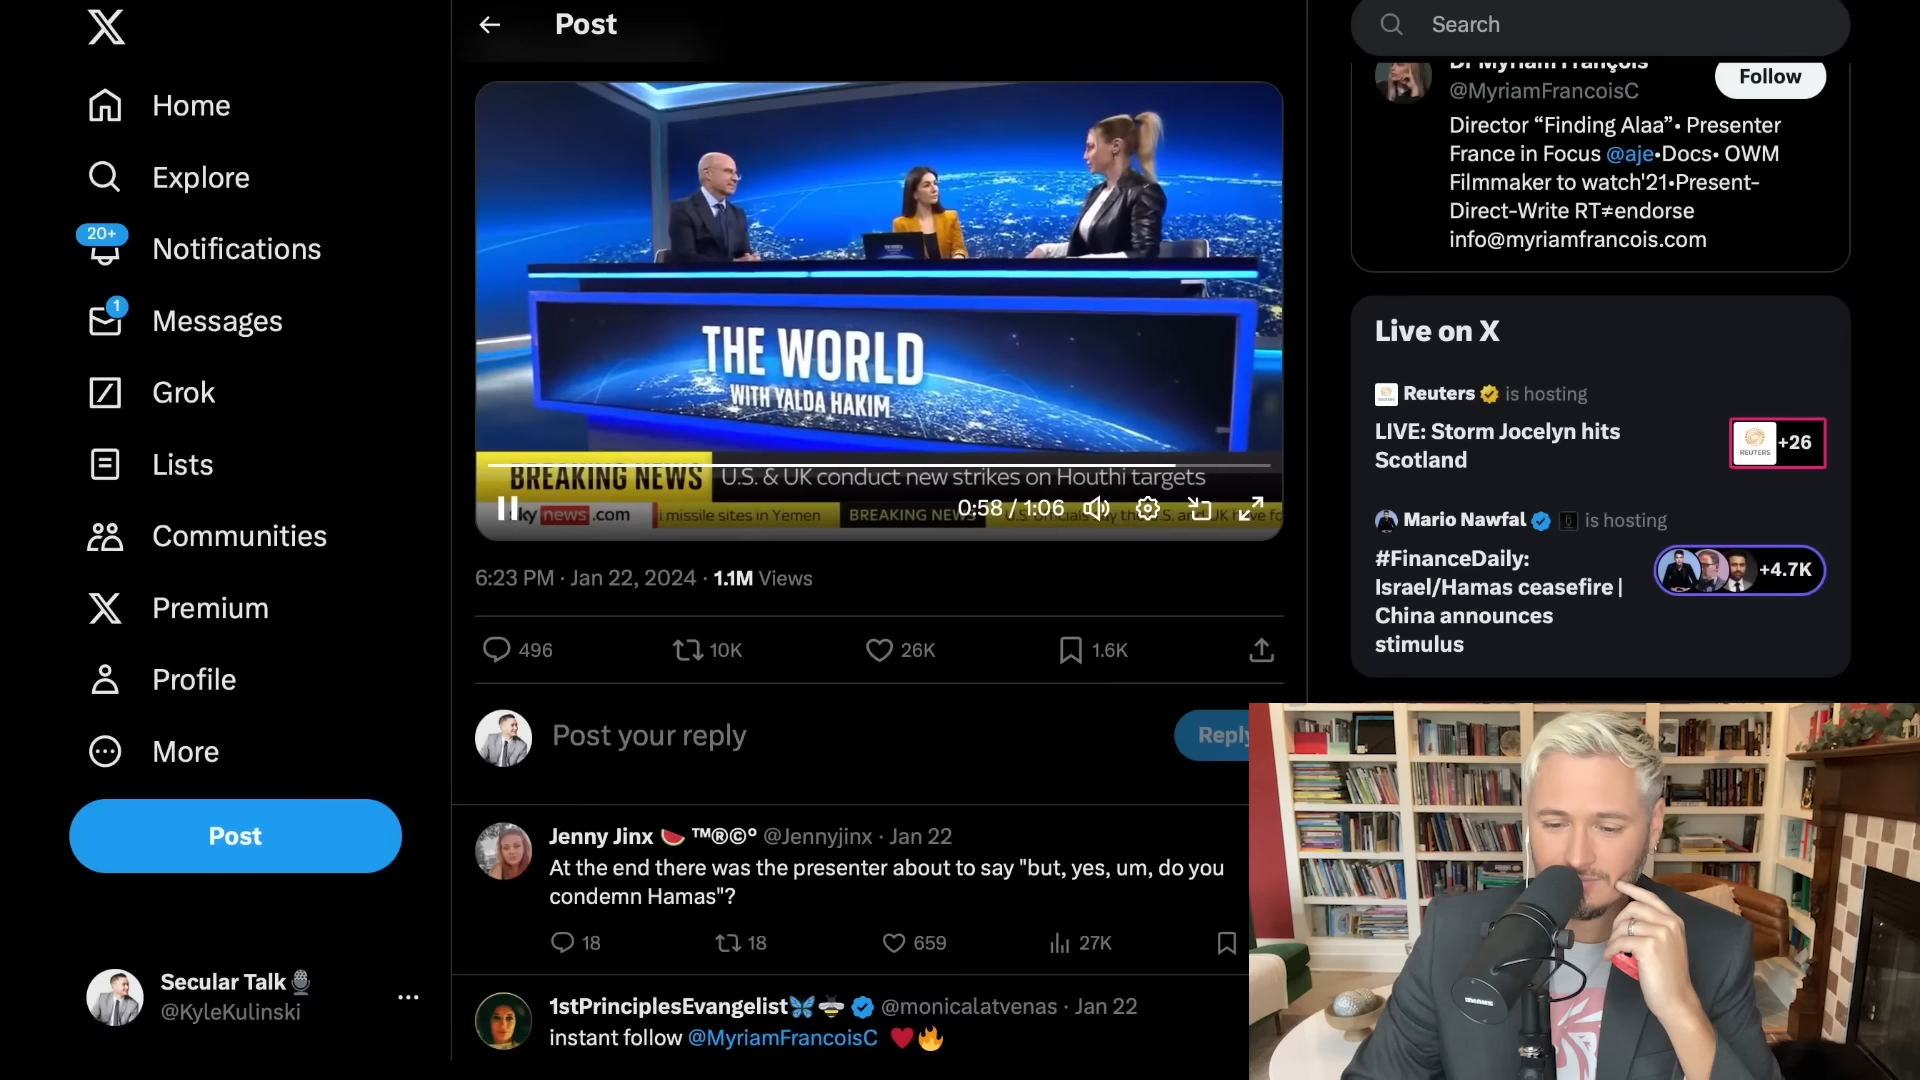 Home
Explore
20+
Notifications
1
Messages
Grok
Lists
Communities
Premium
Profile
More
Post
Secular Talk
@KyleKulinski
Post
THE WORLD
WITH YALDA HAKIM
BREAKING NEWS U.S. & UK conduct new strikes on Houthi targets
0:58 / 1:06
sky news.com
missile sites in Yemen BREAKING NEWS
6:23 PM · Jan 22, 2024 · 1.1M Views
496 10K 26K 1.6K
Post your reply
Reply
Jenny Jinx 🍉 ™®©° @Jennyjinx · Jan 22
At the end there was the presenter about to say "but, yes, um, do you
condemn Hamas"?
18 18 659 27K
1stPrinciplesEvangelist🦋🐝 @monicalatvenas · Jan 22
instant follow @MyriamFrancoisC ❤️🔥
Search
Dr Myriam François
@MyriamFrancoisC
Follow
Director “Finding Alaa”• Presenter
France in Focus @aje•Docs• OWM
Filmmaker to watch'21•Present-
Direct-Write RT≠endorse
info@myriamfrancois.com
Live on X
Reuters is hosting
LIVE: Storm Jocelyn hits
Scotland
REUTERS
+26
Mario Nawfal is hosting
#FinanceDaily:
Israel/Hamas ceasefire |
China announces
stimulus
+4.7K